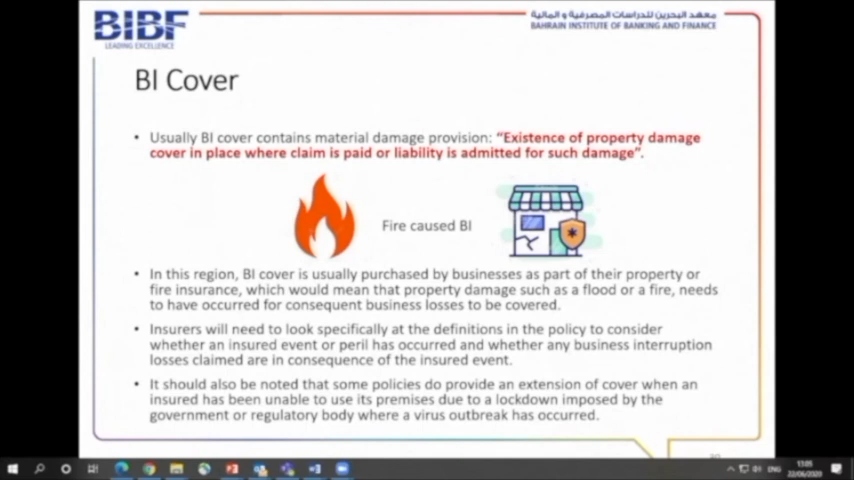 BIBF
LEADING EXCELLENCE
معهد البحرين للدراسات المصرفية و المالية
BAHRAIN INSTITUTE OF BANKING AND FINANCE
BI Cover
• Usually BI cover contains material damage provision: “Existence of property damage
cover in place where claim is paid or liability is admitted for such damage”.
Fire caused BI
• In this region, BI cover is usually purchased by businesses as part of their property or
fire insurance, which would mean that property damage such as a flood or a fire, needs
to have occurred for consequent business losses to be covered.
• Insurers will need to look specifically at the definitions in the policy to consider
whether an insured event or peril has occurred and whether any business interruption
losses claimed are in consequence of the insured event.
• It should also be noted that some policies do provide an extension of cover when an
insured has been unable to use its premises due to a lockdown imposed by the
government or regulatory body where a virus outbreak has occurred.
ENG
13:05
22/06/2020